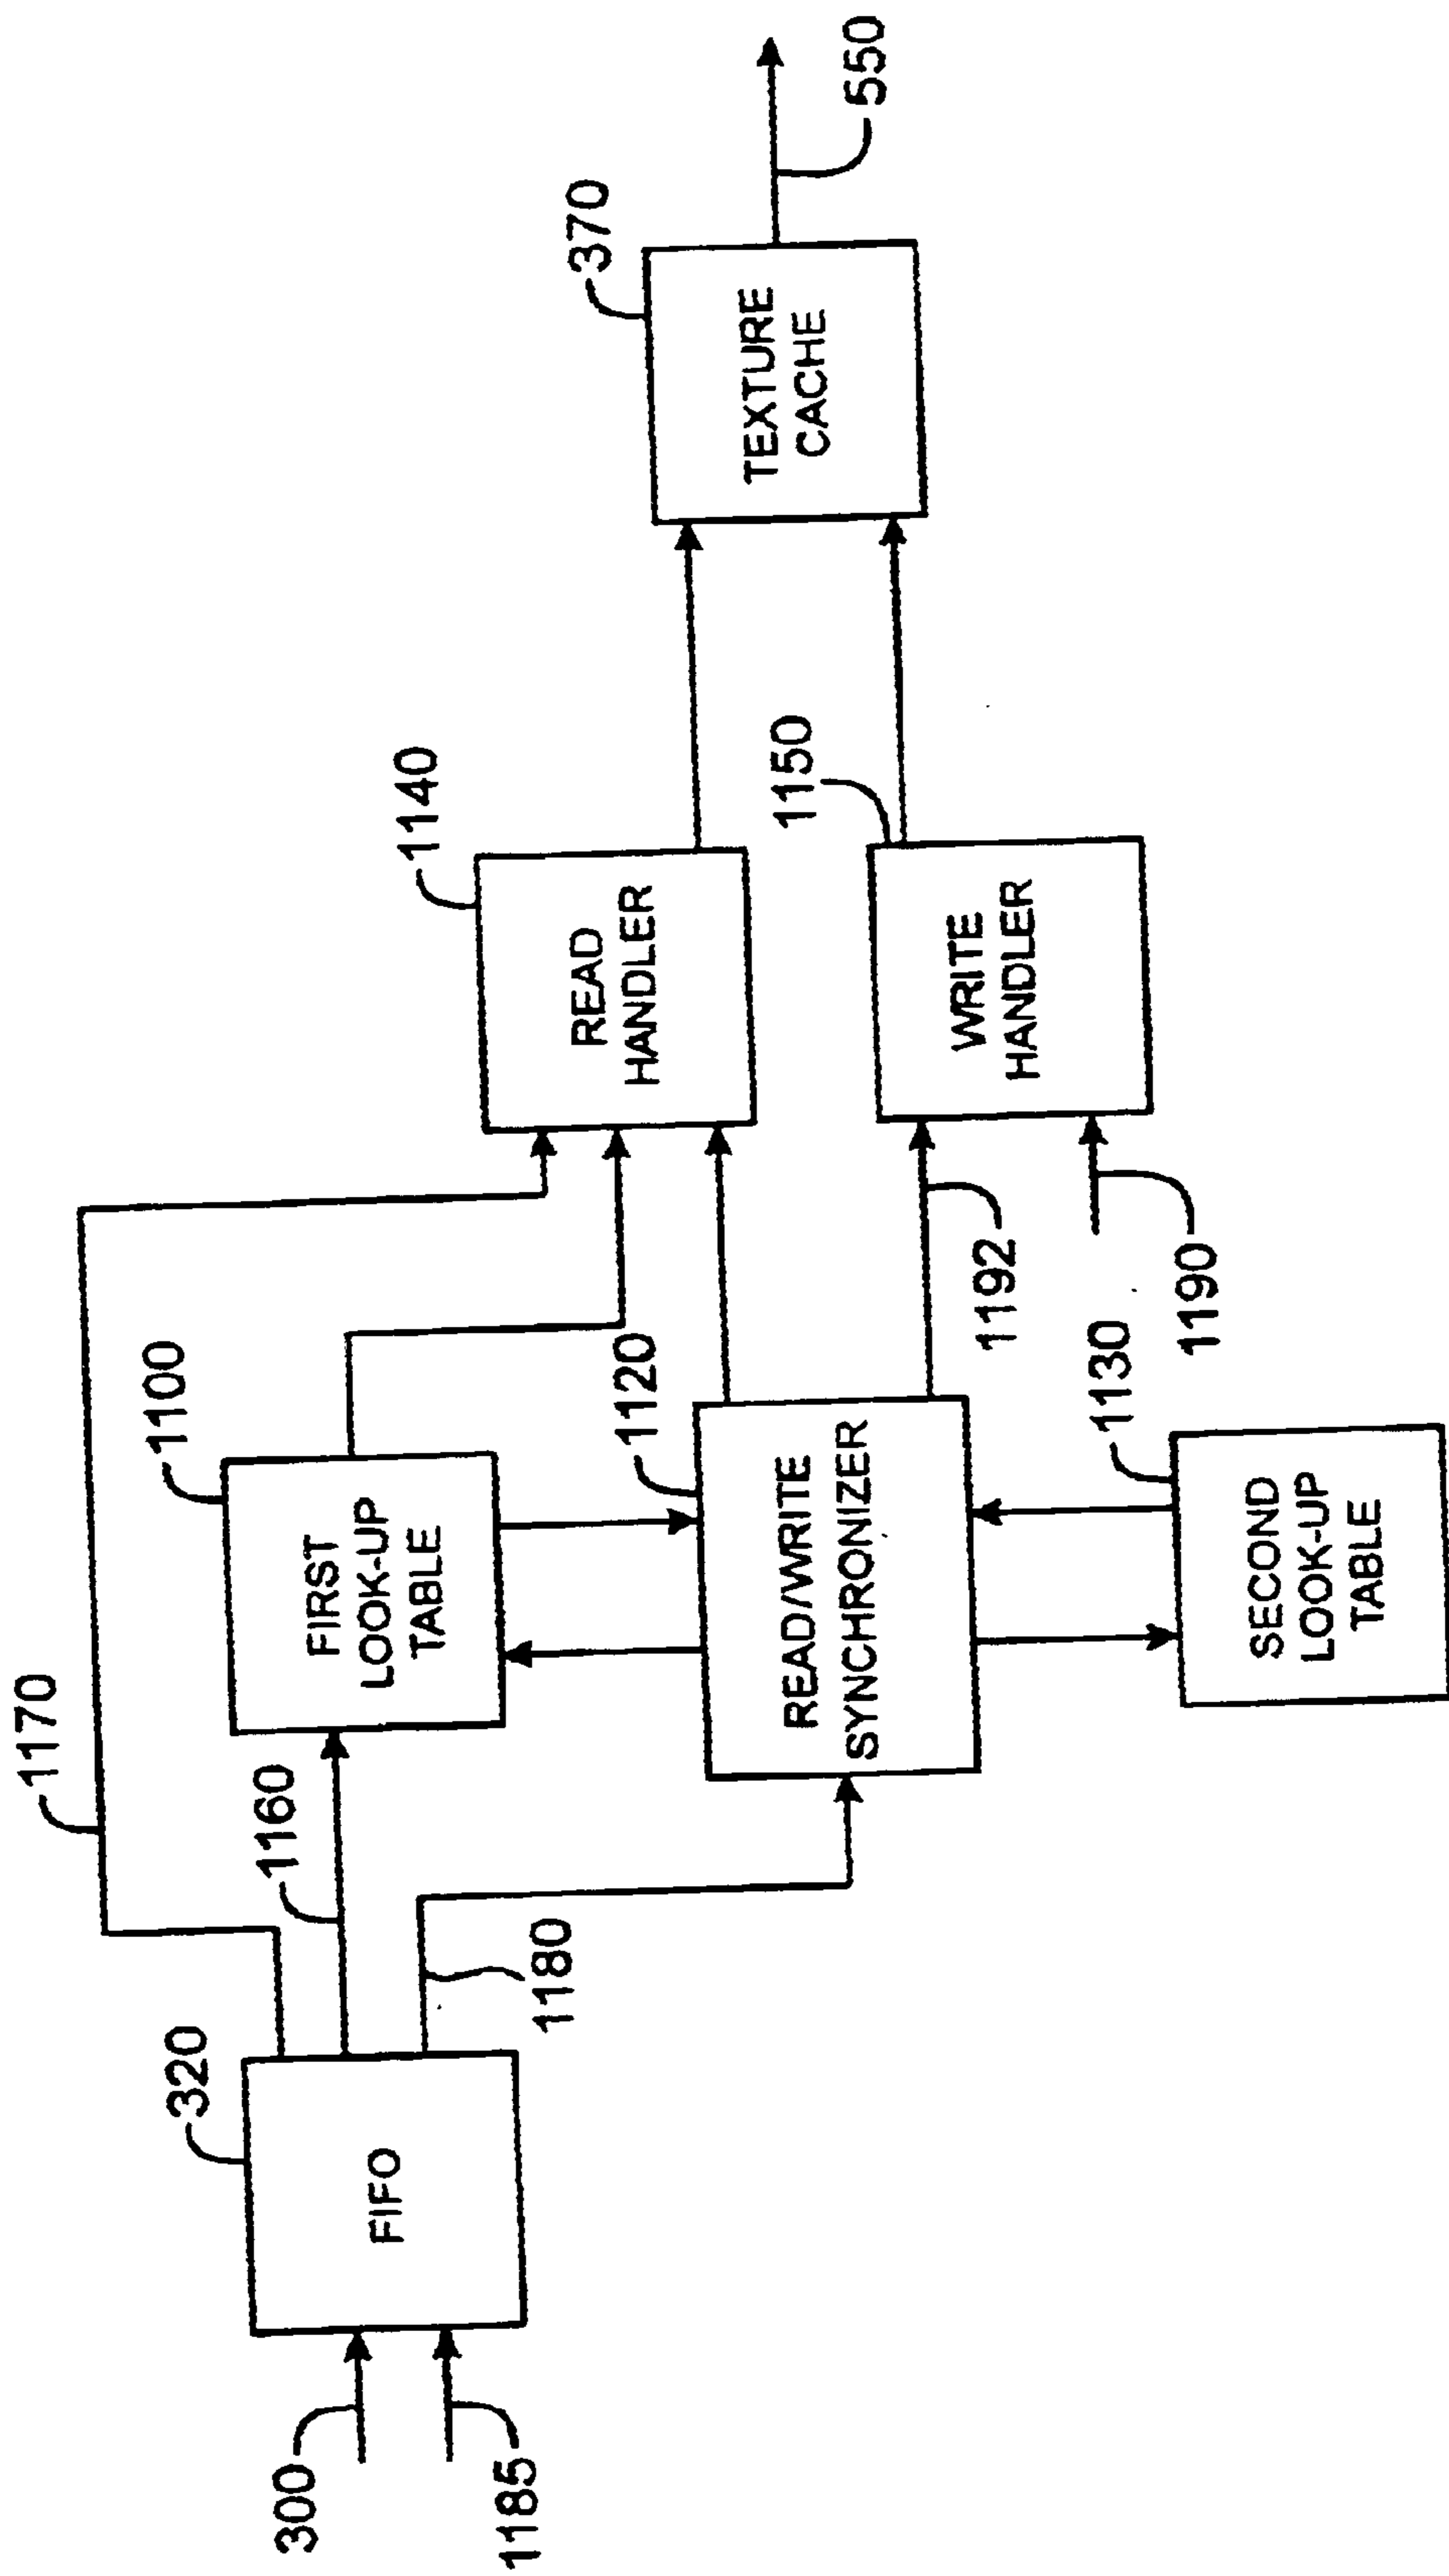 1170
320
1160
1100
1140
370
FIFO
FIRST
LOOK-UP
TABLE
READ
HANDLER
TEXTURE
CACHE
550
300
1185
1180
1120
1150
READ/WRITE
SYNCHRONIZER
WRITE
HANDLER
1192
1130
1190
SECOND
LOOK-UP
TABLE